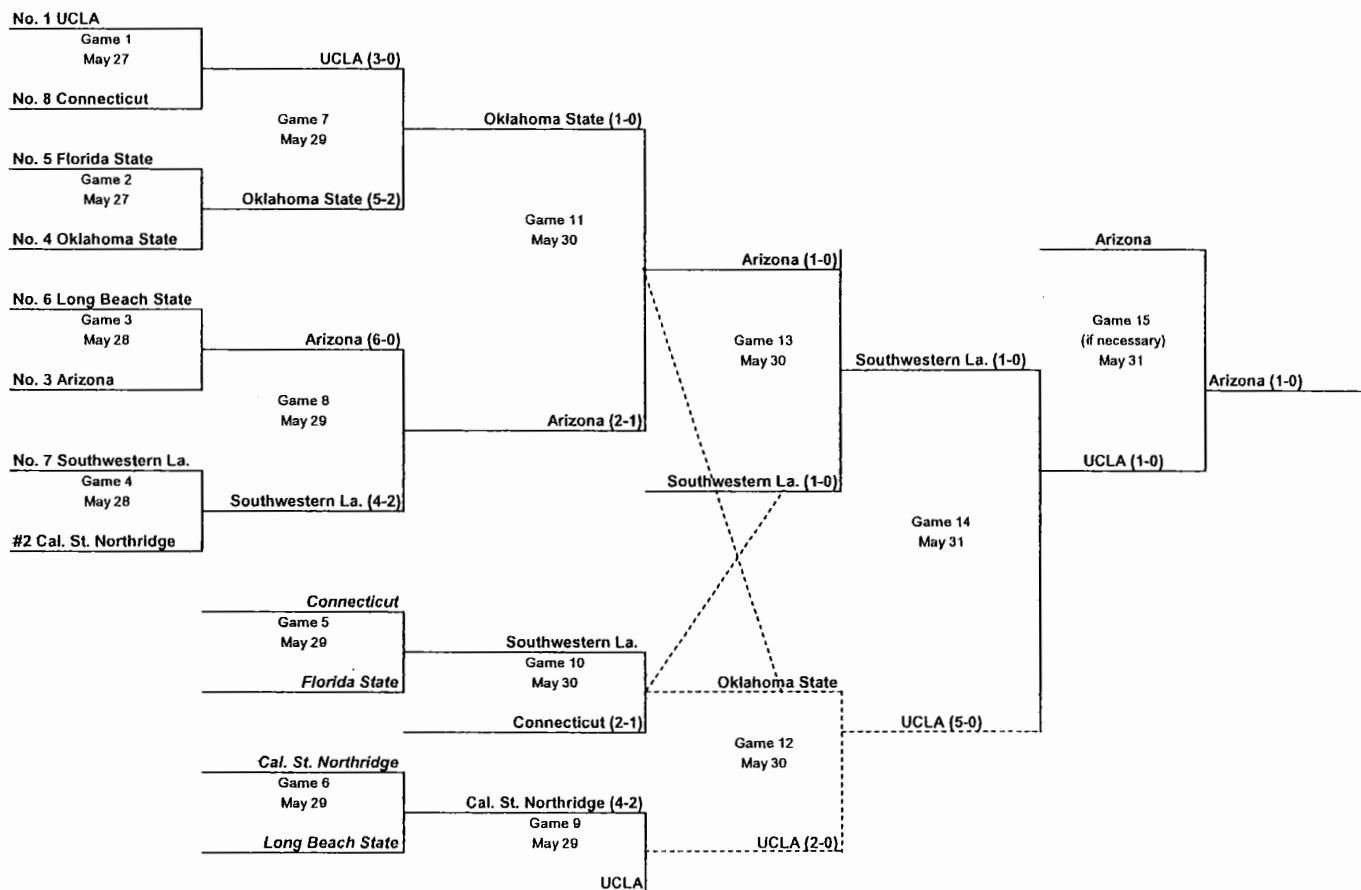 No. 1 UCLA
Game 1
May 27
UCLA (3-0)
No. 8 Connecticut
Game 7
May 29
Oklahoma State (1-0)
No. 5 Florida State
Game 2
May 27
Oklahoma State (5-2)
No. 4 Oklahoma State
Game 11
May 30
Arizona (1-0)
Arizona
No. 6 Long Beach State
Game 3
May 28
Arizona (6-0)
No. 3 Arizona
Game 8
May 29
Arizona (2-1)
No. 7 Southwestern La.
Game 4
May 28
Southwestern La. (4-2)
#2 Cal. St. Northridge
Game 13
May 30
Southwestern La. (1-0)
Southwestern La. (1-0)
Game 15
(if necessary)
May 31
Arizona (1-0)
UCLA (1-0)
Game 14
May 31
Connecticut
Game 5
May 29
Florida State
Southwestern La.
Game 10
May 30
Connecticut (2-1)
Oklahoma State
Game 12
May 30
UCLA (5-0)
Cal. St. Northridge
Game 6
May 29
Long Beach State
Cal. St. Northridge (4-2)
Game 9
May 29
UCLA (2-0)
UCLA